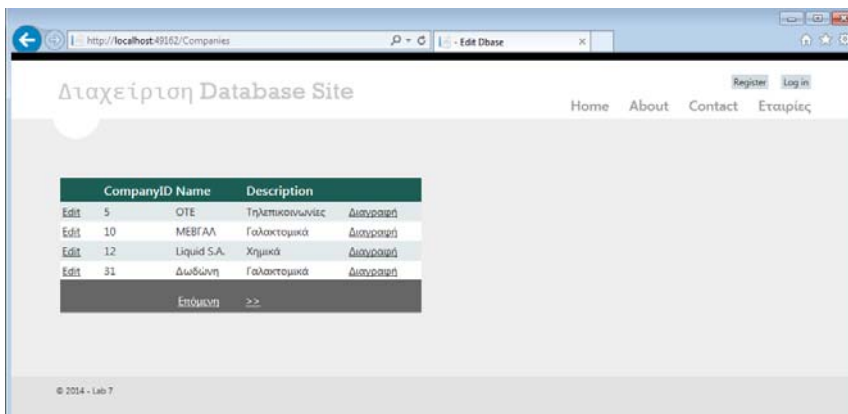 http://localhost:49162/Companies
- Edit Dbase
Register Log in
Διαχείριση Database Site
Home About Contact Εταιρίες
CompanyID Name Description
Edit 5 ΟΤΕ Τηλεπικοινωνίες Διαγραφή
Edit 10 ΜΕΒΓΑΛ Γαλακτομικά Διαγραφή
Edit 12 Liquid S.A. Χημικά Διαγραφή
Edit 31 Δωδώνη Γαλακτομικά Διαγραφή
Επόμενη >>
© 2014 - Lab 7